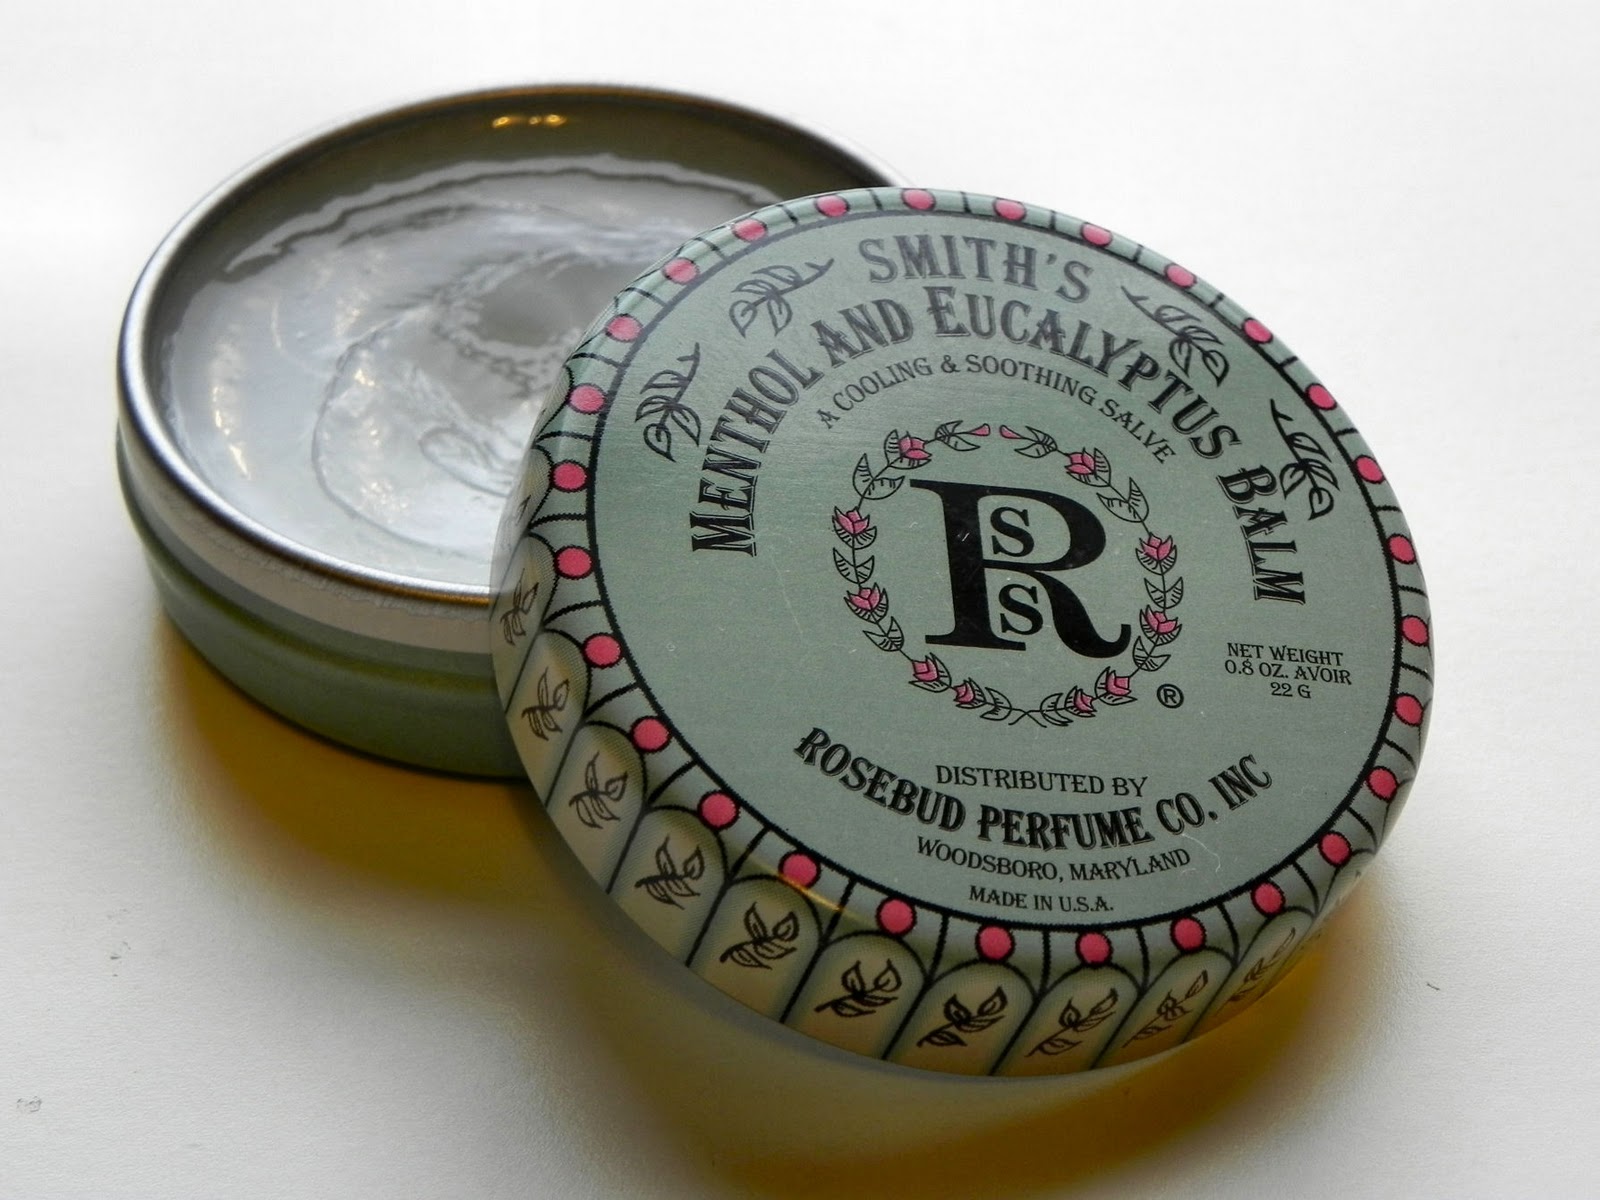 SMITH'S
MENTHOL AND EUCALYPTUS BALM
A COOLING & SOOTHING SALVE
R
S
S
®
NET WEIGHT
0.8 OZ. AVOIR
22 G
DISTRIBUTED BY
ROSEBUD PERFUME CO. INC
WOODSBORO, MARYLAND
MADE IN U.S.A.